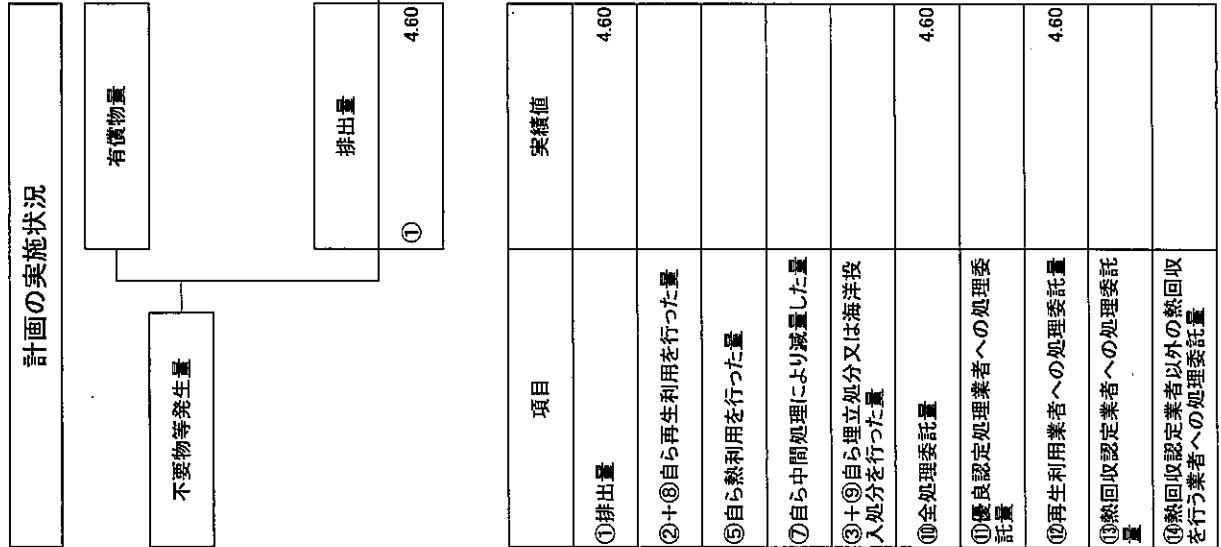 計画の実施状況
不要物等発生量
有償物量
排出量
① 4.60
項目 実績値
①排出量 4.60
②+⑧自ら再生利用を行った量
⑤自ら熱利用を行った量
⑦自ら中間処理により減量した量
③+⑨自ら埋立処分又は海洋投
入処分を行った量
⑩全処理委託量 4.60
⑪優良認定処理業者への処理委
託量
⑫再生利用業者への処理委託量 4.60
⑬熱回収認定業者への処理委託
量
⑭熱回収認定業者以外の熱回収
を行う業者への処理委託量